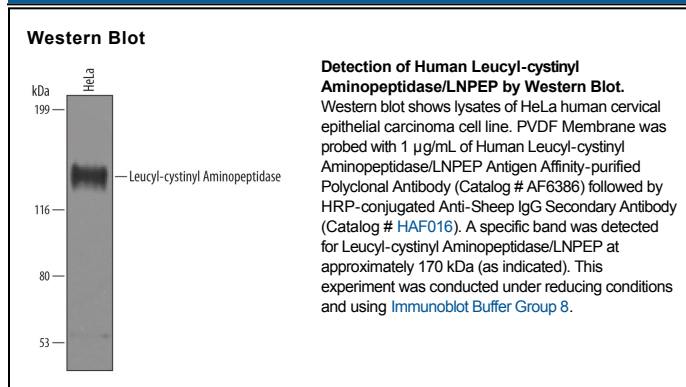 Western Blot
kDa
HeLa
199
Leucyl-cystinyl Aminopeptidase
116
80
53
Detection of Human Leucyl-cystinyl
Aminopeptidase/LNPEP by Western Blot.
Western blot shows lysates of HeLa human cervical
epithelial carcinoma cell line. PVDF Membrane was
probed with 1 µg/mL of Human Leucyl-cystinyl
Aminopeptidase/LNPEP Antigen Affinity-purified
Polyclonal Antibody (Catalog # AF6386) followed by
HRP-conjugated Anti-Sheep IgG Secondary Antibody
(Catalog # HAF016). A specific band was detected
for Leucyl-cystinyl Aminopeptidase/LNPEP at
approximately 170 kDa (as indicated). This
experiment was conducted under reducing conditions
and using Immunoblot Buffer Group 8.